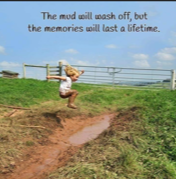 The mud will wash off, but
the memories will last a lifetime.